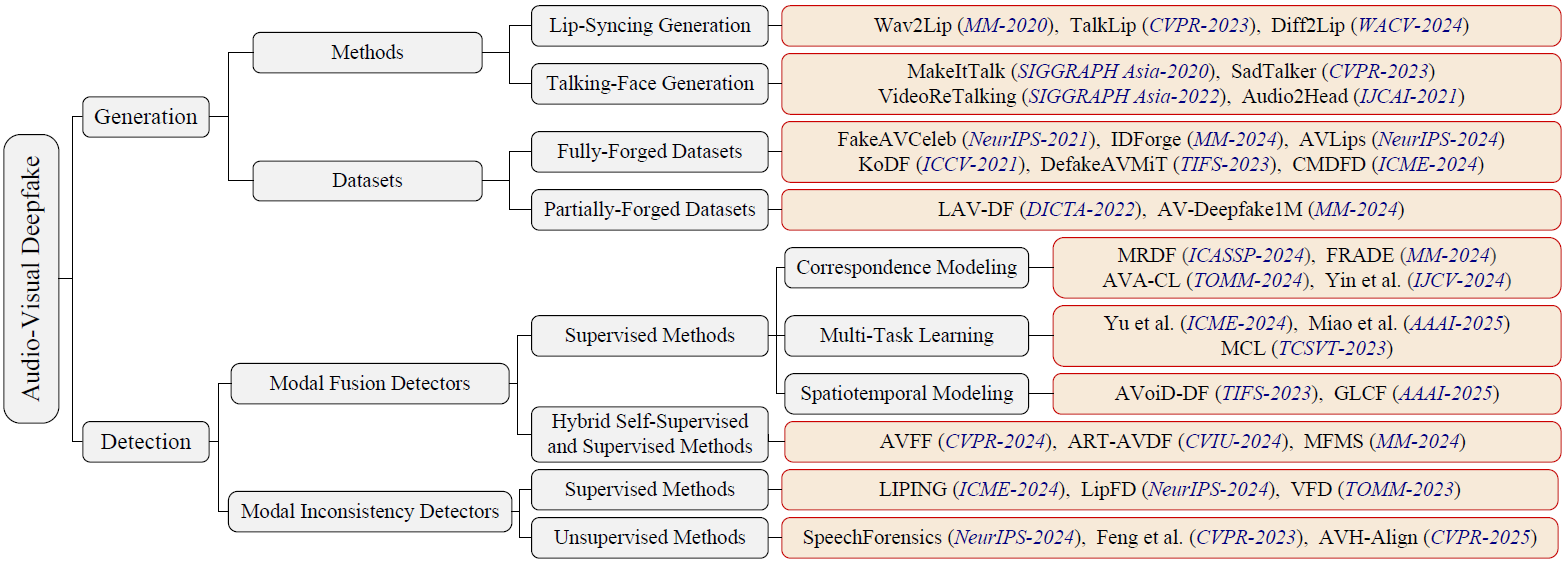 Audio-Visual Deepfake
Generation
Methods
Lip-Syncing Generation
Wav2Lip (MM-2020), TalkLip (CVPR-2023), Diff2Lip (WACV-2024)
Talking-Face Generation
MakeItTalk (SIGGRAPH Asia-2020), SadTalker (CVPR-2023)
VideoReTalking (SIGGRAPH Asia-2022), Audio2Head (IJCAI-2021)
Datasets
Fully-Forged Datasets
FakeAVCeleb (NeurIPS-2021), IDForge (MM-2024), AVLips (NeurIPS-2024)
KoDF (ICCV-2021), DefakeAVMiT (TIFS-2023), CMDFD (ICME-2024)
Partially-Forged Datasets
LAV-DF (DICTA-2022), AV-Deepfake1M (MM-2024)
Detection
Modal Fusion Detectors
Supervised Methods
Correspondence Modeling
MRDF (ICASSP-2024), FRADE (MM-2024)
AVA-CL (TOMM-2024), Yin et al. (IJCV-2024)
Multi-Task Learning
Yu et al. (ICME-2024), Miao et al. (AAAI-2025)
MCL (TCSVT-2023)
Spatiotemporal Modeling
AVoiD-DF (TIFS-2023), GLCF (AAAI-2025)
Hybrid Self-Supervised
and Supervised Methods
AVFF (CVPR-2024), ART-AVDF (CVIU-2024), MFMS (MM-2024)
Modal Inconsistency Detectors
Supervised Methods
LIPING (ICME-2024), LipFD (NeurIPS-2024), VFD (TOMM-2023)
Unsupervised Methods
SpeechForensics (NeurIPS-2024), Feng et al. (CVPR-2023), AVH-Align (CVPR-2025)